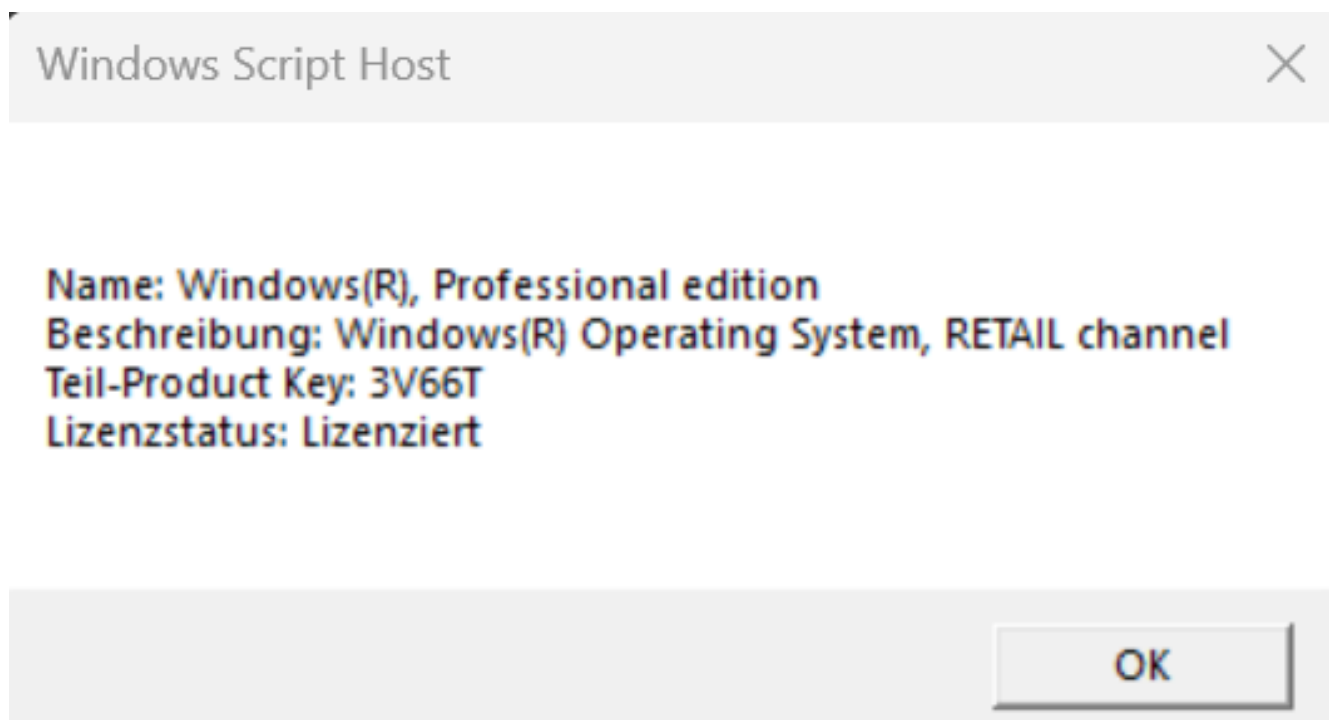 Windows Script Host
Name: Windows(R), Professional edition
Beschreibung: Windows(R) Operating System, RETAIL channel
Teil-Product Key: 3V66T
Lizenzstatus: Lizenziert
OK